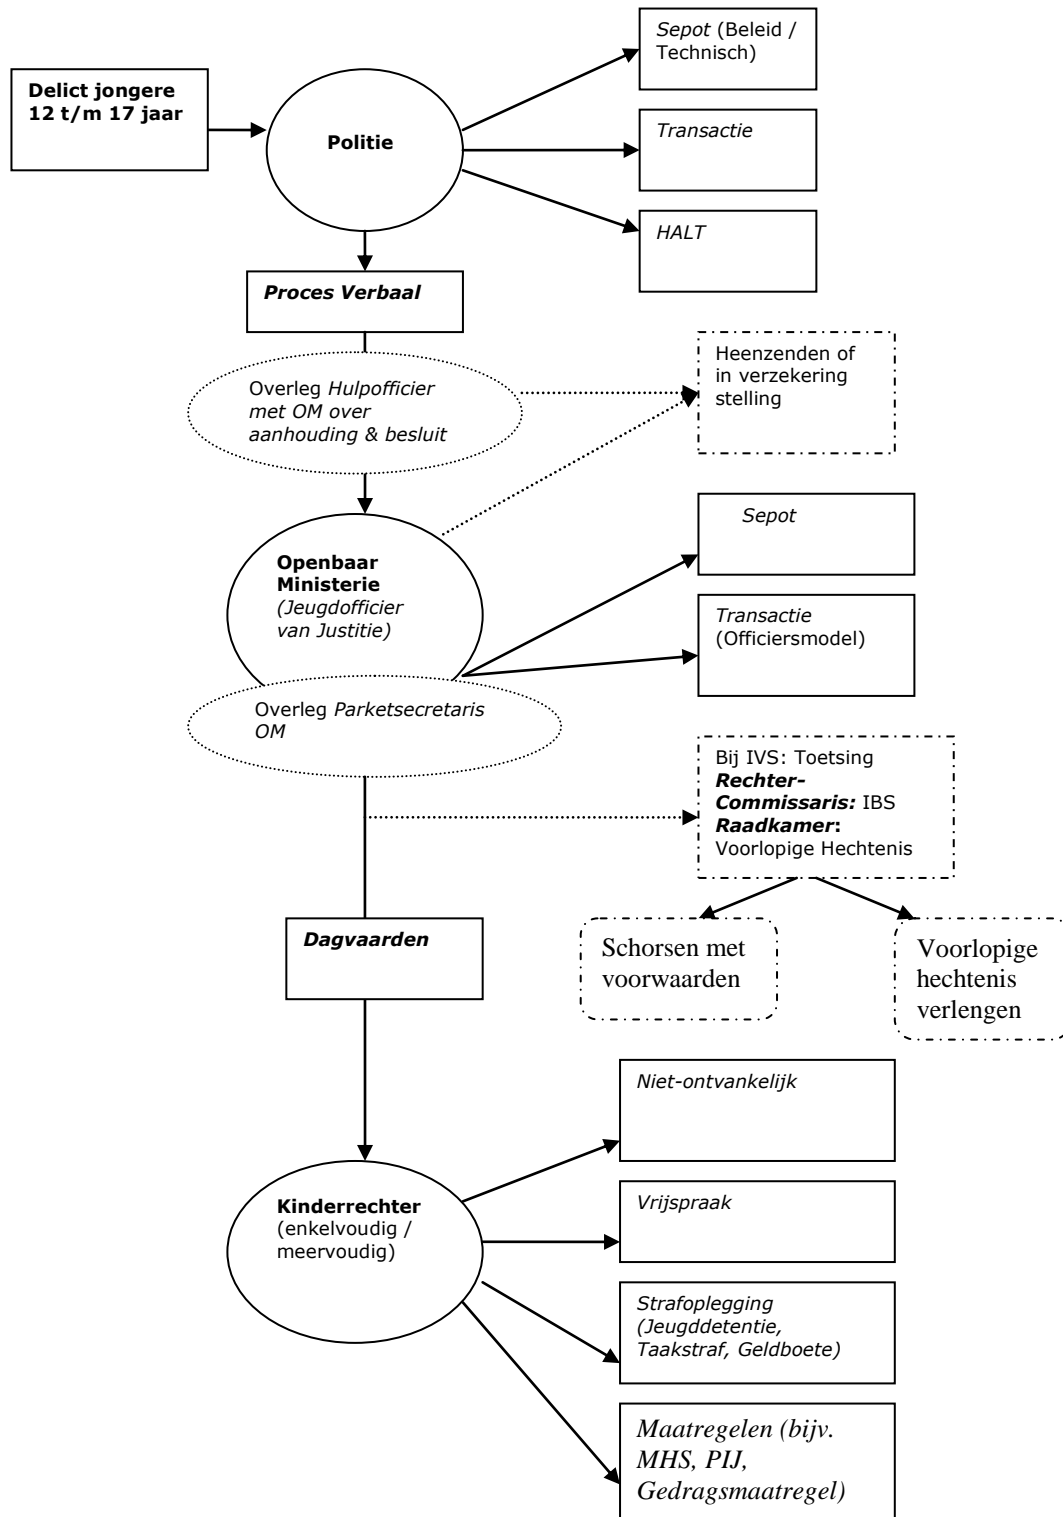 Sepot (Beleid /
Technisch)
Delict jongere
12 t/m 17 jaar
Politie
Transactie
HALT
Proces Verbaal
Heenzenden of
in verzekering
stelling
Overleg Hulpofficier
met OM over
aanhouding & besluit
Sepot
Openbaar
Ministerie
(Jeugdofficier
van Justitie)
Transactie
(Officiersmodel)
Overleg Parketsecretaris
OM
Bij IVS: Toetsing
Rechter-
Commissaris: IBS
Raadkamer:
Voorlopige Hechtenis
Dagvaarden
Schorsen met
voorwaarden
Voorlopige
hechtenis
verlengen
Niet-ontvankelijk
Kinderrechter
(enkelvoudig /
meervoudig)
Vrijspraak
Strafoplegging
(Jeugddetentie,
Taakstraf, Geldboete)
Maatregelen (bijv.
MHS, PIJ,
Gedragsmaatregel)